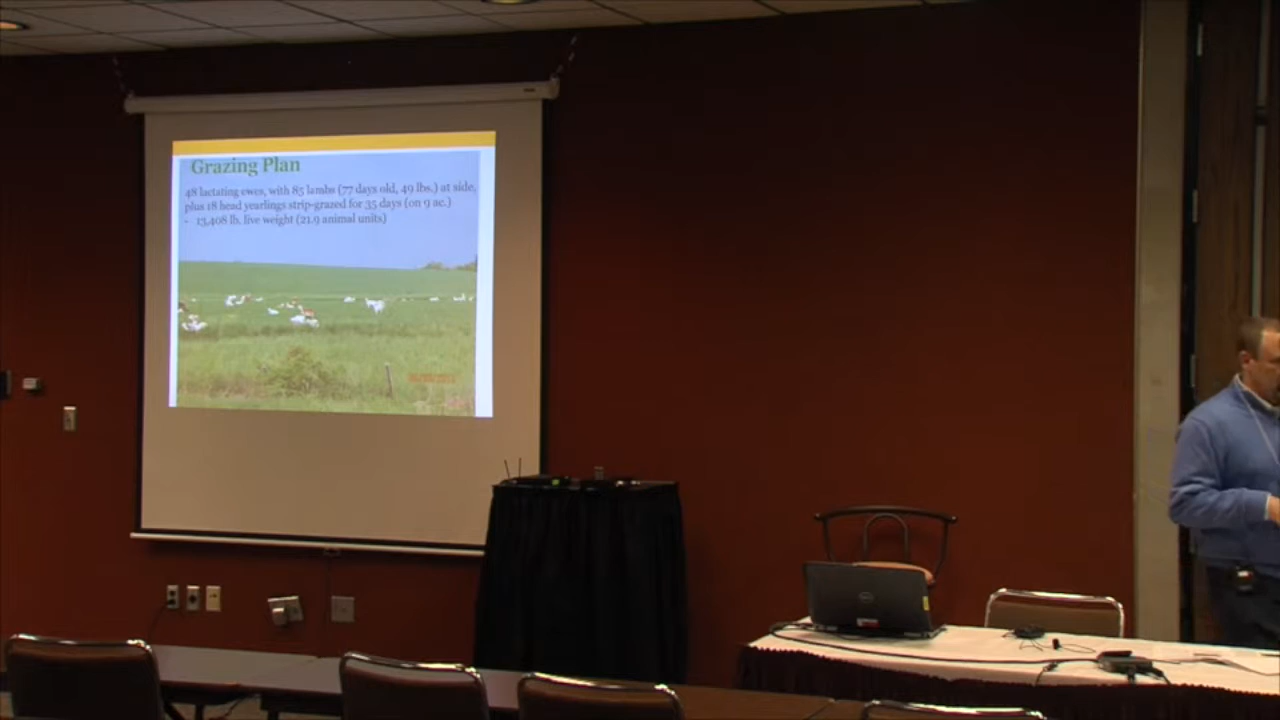 Grazing Plan
48 lactating ewes, with 85 lambs (77 days old, 49 lbs.) at side,
plus 18 head yearlings strip-grazed for 35 days (on 9 ac.)
- 13,408 lb. live weight (21.9 animal units)